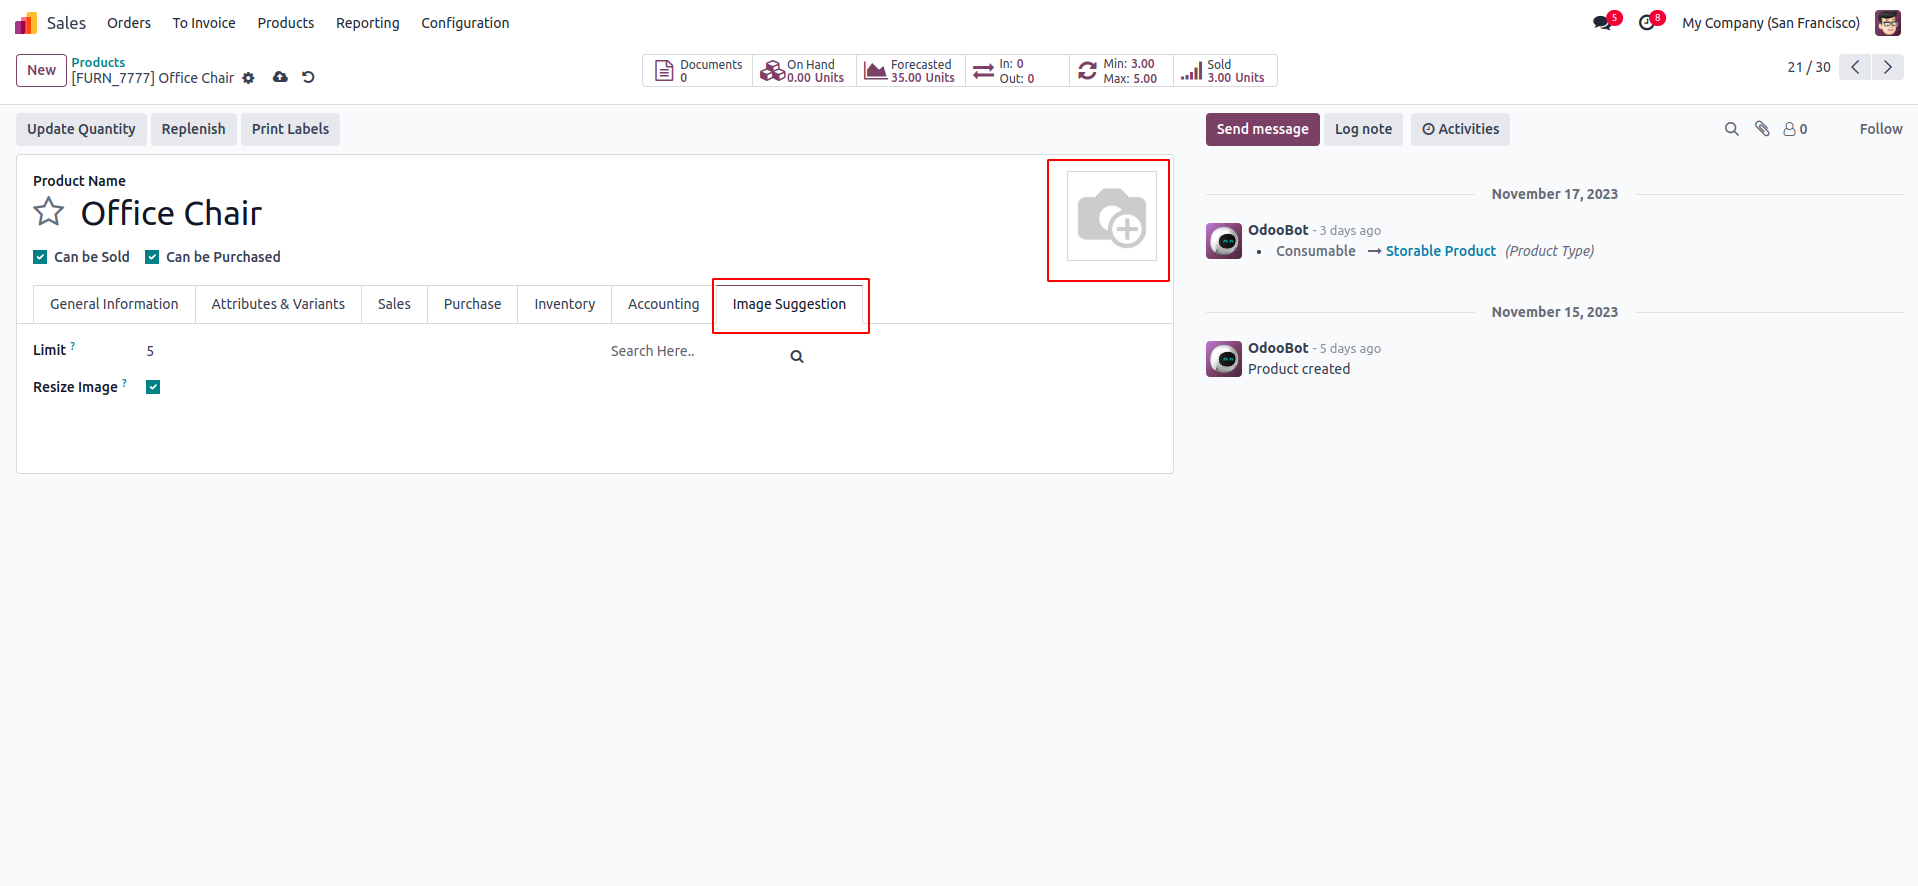 Sales Orders To Invoice Products Reporting Configuration 5 8 My Company (San Francisco)
New Products
[FURN_7777] Office Chair
Documents
0
On Hand
0.00 Units
Forecasted
35.00 Units
In: 0
Out: 0
Min: 3.00
Max: 5.00
Sold
3.00 Units
21 / 30
Update Quantity Replenish Print Labels
Send message Log note Activities 0 Follow
Product Name
Office Chair
Can be Sold Can be Purchased
General Information Attributes & Variants Sales Purchase Inventory Accounting Image Suggestion
Limit ? 5 Search Here..
Resize Image ?
November 17, 2023
OdooBot - 3 days ago
• Consumable → Storable Product (Product Type)
November 15, 2023
OdooBot - 5 days ago
Product created